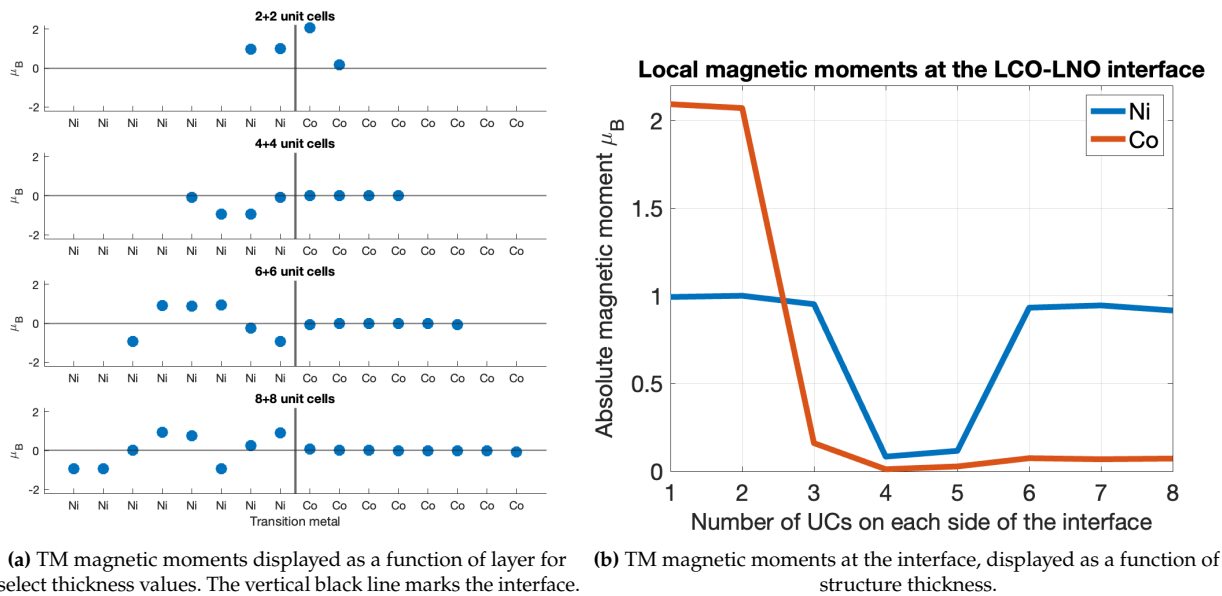 2+2 unit cells
2
0
-2
μB
Ni Ni Ni Ni Ni Ni Ni Ni Co Co Co Co Co Co Co Co
4+4 unit cells
2
0
-2
μB
Ni Ni Ni Ni Ni Ni Ni Ni Co Co Co Co Co Co Co Co
6+6 unit cells
2
0
-2
μB
Ni Ni Ni Ni Ni Ni Ni Ni Co Co Co Co Co Co Co Co
8+8 unit cells
2
0
-2
μB
Ni Ni Ni Ni Ni Ni Ni Ni Co Co Co Co Co Co Co Co
Transition metal
(a) TM magnetic moments displayed as a function of layer for
select thickness values. The vertical black line marks the interface.
Local magnetic moments at the LCO-LNO interface
Ni
Co
2
1.5
1
0.5
0
Absolute magnetic moment μB
1 2 3 4 5 6 7 8
Number of UCs on each side of the interface
(b) TM magnetic moments at the interface, displayed as a function of
structure thickness.